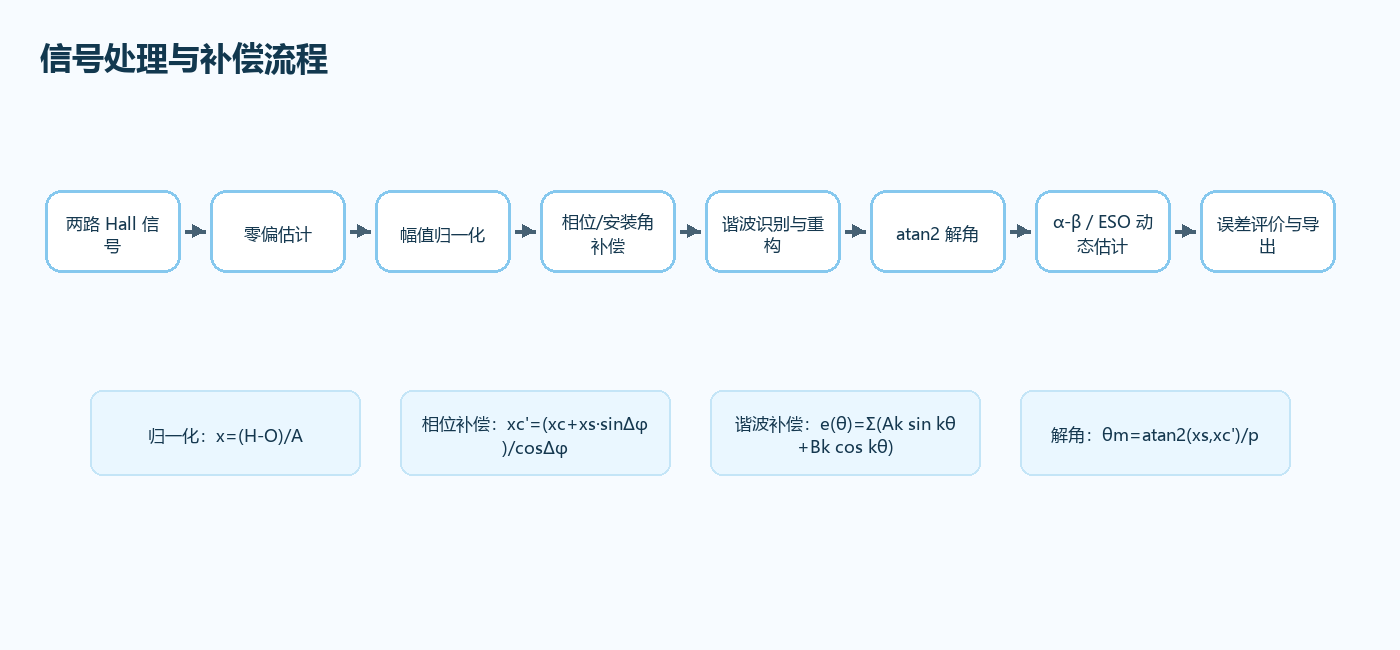 信号处理与补偿流程
两路 Hall 信
号
零偏估计
幅值归一化
相位/安装角
补偿
谐波识别与重
构
atan2 解角
α-β / ESO 动
态估计
误差评价与导
出
归一化：x=(H-O)/A
相位补偿：xc'=(xc+xs·sinΔφ
)/cosΔφ
谐波补偿：e(θ)=Σ(Ak sin kθ
+Bk cos kθ)
解角：θm=atan2(xs,xc')/p